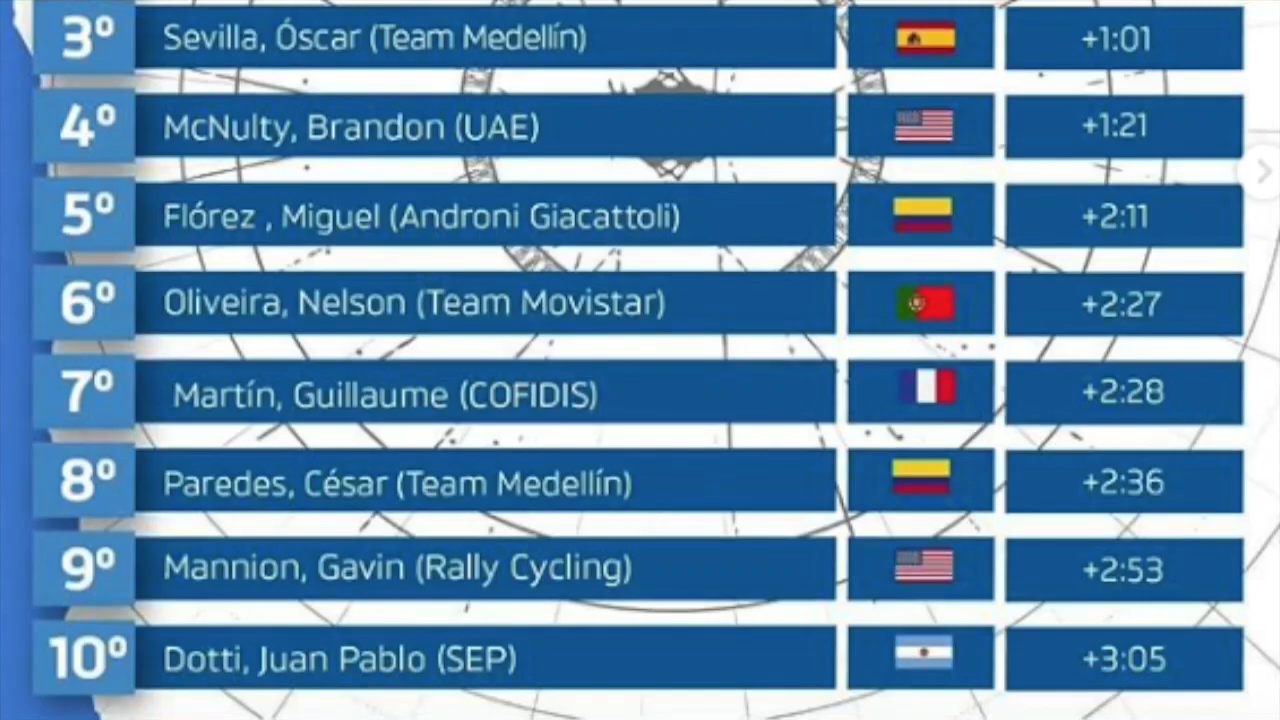 3º Sevilla, Óscar (Team Medellín) +1:01
4º McNulty, Brandon (UAE) +1:21
5º Flórez , Miguel (Androni Giacattoli) +2:11
6º Oliveira, Nelson (Team Movistar) +2:27
7º Martín, Guillaume (COFIDIS) +2:28
8º Paredes, César (Team Medellín) +2:36
9º Mannion, Gavin (Rally Cycling) +2:53
10º Dotti, Juan Pablo (SEP) +3:05